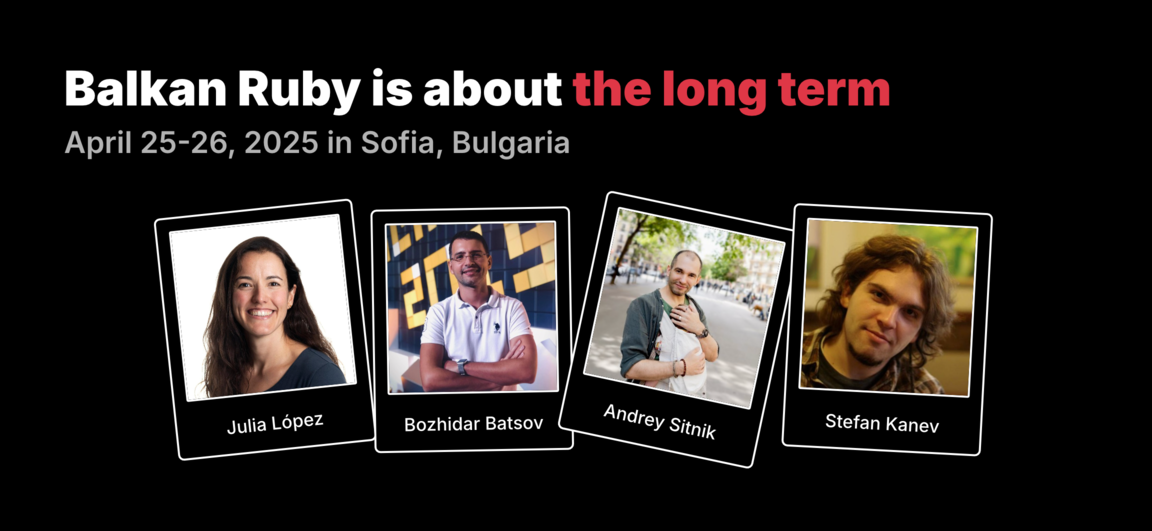 Balkan Ruby is about the long term
April 25-26, 2025 in Sofia, Bulgaria
Julia López
Bozhidar Batsov
Andrey Sitnik
Stefan Kanev